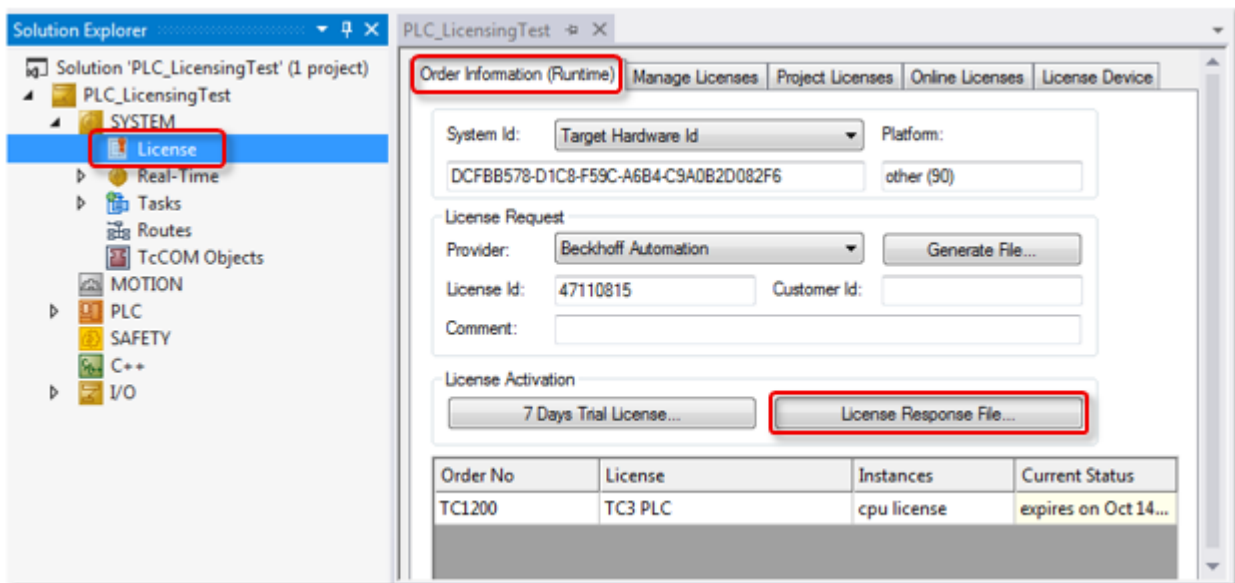 Solution Explorer
Solution 'PLC_LicensingTest' (1 project)
PLC_LicensingTest
SYSTEM
License
Real-Time
Tasks
Routes
TcCOM Objects
MOTION
PLC
SAFETY
C++
I/O
PLC_LicensingTest
Order Information (Runtime) Manage Licenses Project Licenses Online Licenses License Device
System Id: Target Hardware Id Platform:
DCFBB578-D1C8-F59C-A6B4-C9A0B2D082F6 other (90)
License Request
Provider: Beckhoff Automation Generate File...
License Id: 47110815 Customer Id:
Comment:
License Activation
7 Days Trial License... License Response File...
Order No License Instances Current Status
TC1200 TC3 PLC cpu license expires on Oct 14...